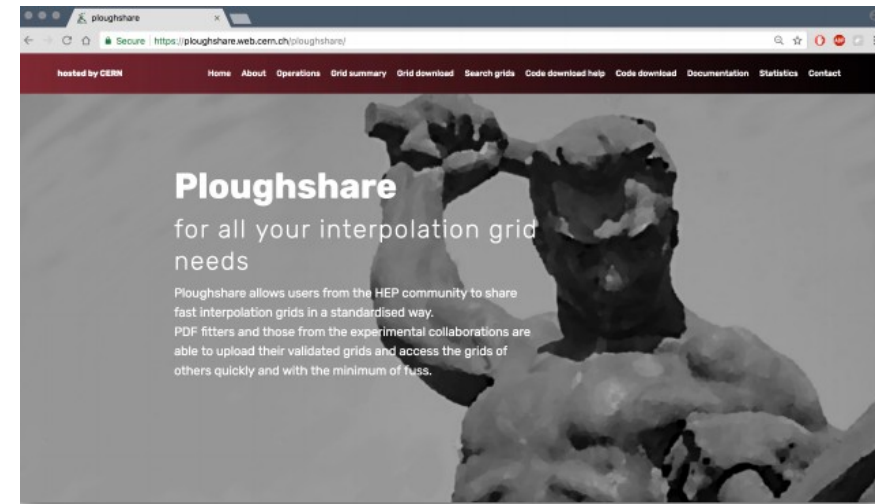 ploughshare
Secure https://ploughshare.web.cern.ch/ploughshare/
hosted by CERN Home About Operations Grid summary Grid download Search grids Code download help Code download Documentation Statistics Contact
Ploughshare
for all your interpolation grid
needs
Ploughshare allows users from the HEP community to share
fast interpolation grids in a standardised way.
PDF fitters and those from the experimental collaborations are
able to upload their validated grids and access the grids of
others quickly and with the minimum of fuss.